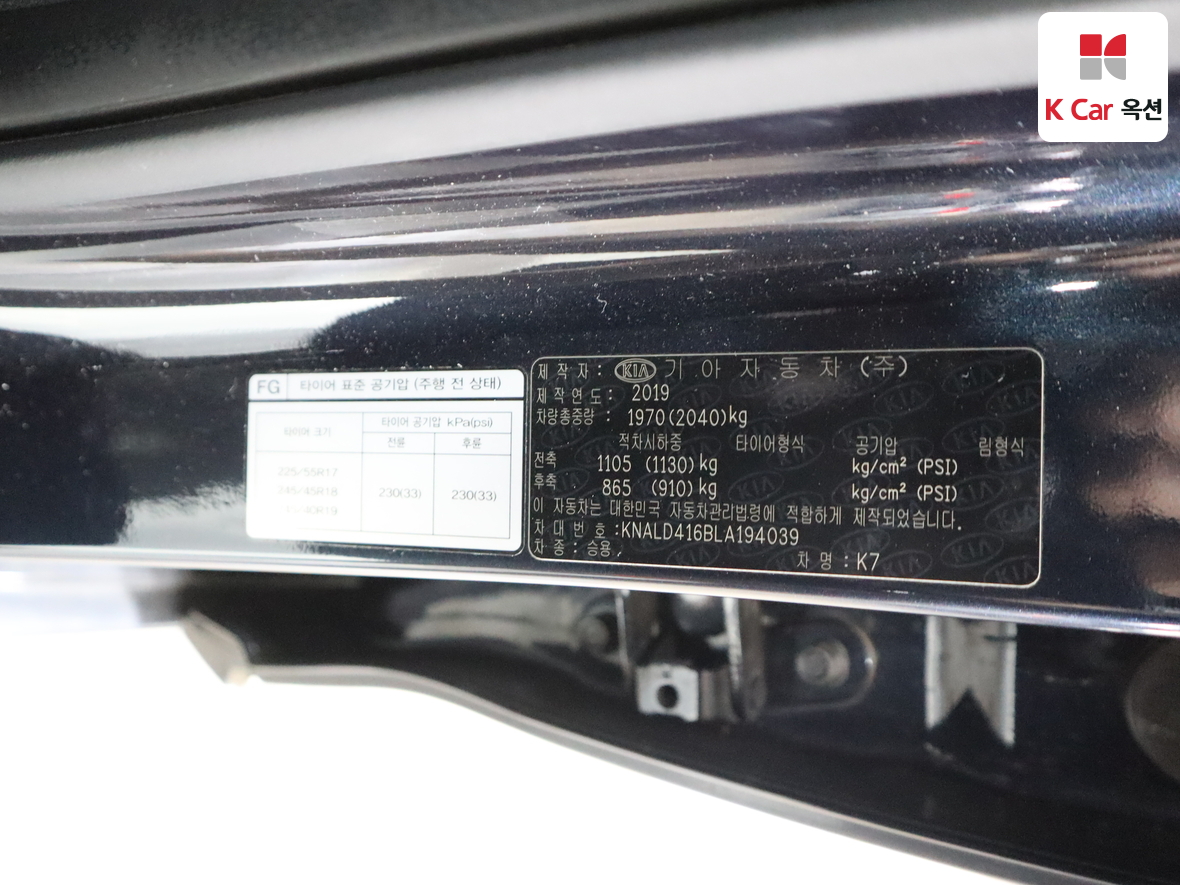 K Car 옥션
FG 타이어 표준 공기압 (주행 전 상태)
타이어 크기 타이어 공기압 kPa(psi)
전륜 후륜
225/55R17
245/45R18 230(33) 230(33)
제작자: KIA 기아자동차(주)
제작연도: 2019
차량총중량: 1970(2040)kg
적차시하중 타이어형식 공기압 림형식
전축 1105 (1130)kg kg/cm² (PSI)
후축 865 (910)kg kg/cm² (PSI)
이 자동차는 대한민국 자동차관리법령에 적합하게 제작되었습니다.
차대번호:KNALD416BLA194039
차종:승용, 차명:K7